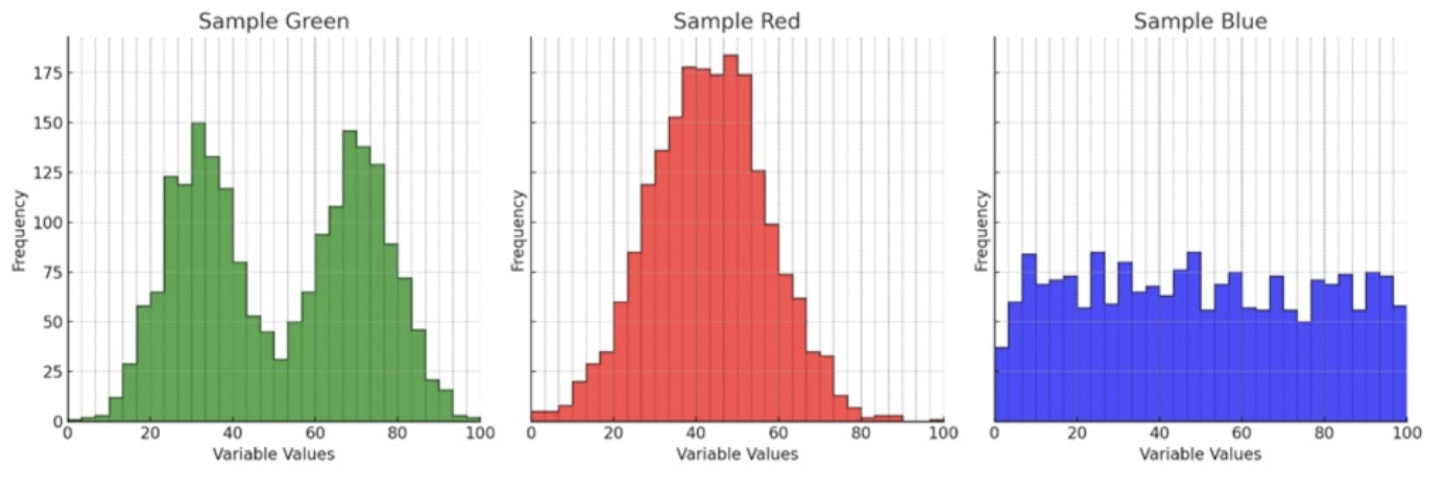 Sample Green
Sample Red
Sample Blue
175
150
125
100
75
50
25
0
Frequency
Frequency
Frequency
0 20 40 60 80 100
0 20 40 60 80 100
0 20 40 60 80 100
Variable Values
Variable Values
Variable Values